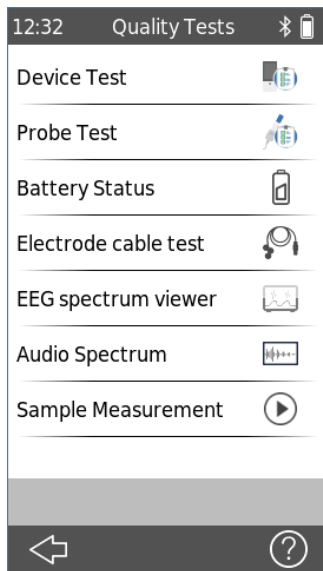 12:32 Quality Tests
Device Test
Probe Test
Battery Status
Electrode cable test
EEG spectrum viewer
Audio Spectrum
Sample Measurement
?